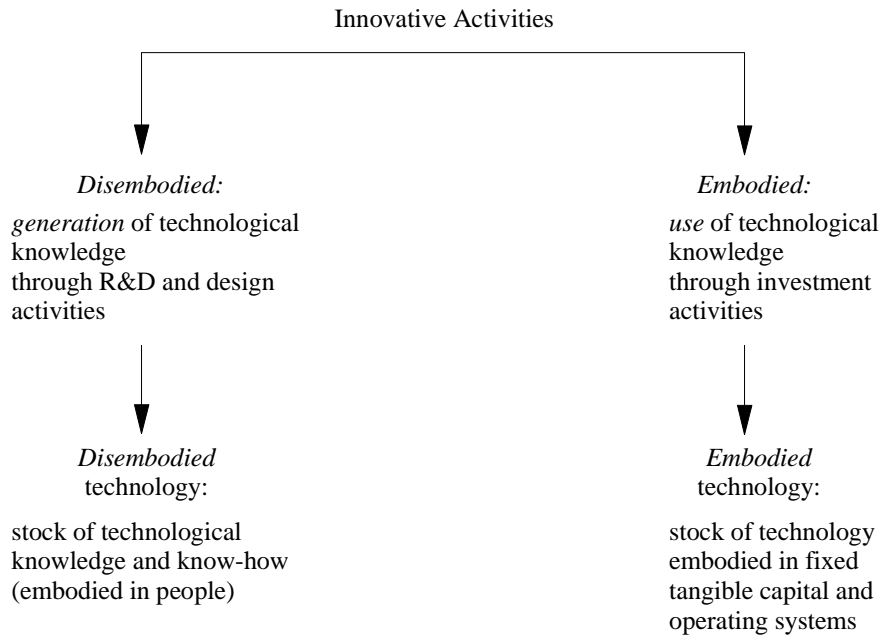 Innovative Activities
Disembodied:
generation of technological
knowledge
through R&D and design
activities
Embodied:
use of technological
knowledge
through investment
activities
Disembodied
technology:
stock of technological
knowledge and know-how
(embodied in people)
Embodied
technology:
stock of technology
embodied in fixed
tangible capital and
operating systems